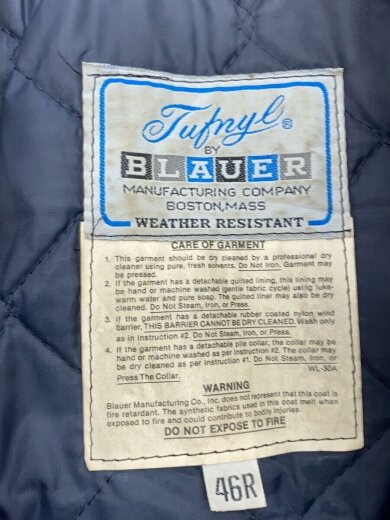 Tufnyl®
BY
BLAUER
MANUFACTURING COMPANY
BOSTON, MASS
WEATHER RESISTANT
CARE OF GARMENT
1. This garment should be dry cleaned by a professional dry
cleaner using pure, fresh solvents. Do Not Iron. Garment may
be pressed.
2. If the garment has a detachable quilted lining, this lining may
be hand or machine washed (gentle fabric cycle) using luke-
warm water and pure soap. The quilted liner may also be dry
cleaned. Do Not Steam, Iron, or Press.
3. If the garment has a detachable rubber coated nylon wind
barrier, THIS BARRIER CANNOT BE DRY CLEANED. Wash only
as in Instruction #2. Do Not Steam, Iron, or Press.
4. If the garment has a detachable pile collar, the collar may be
hand or machine washed as per instruction #2. The collar may
be dry cleaned as per instruction #1. Do Not Steam, Iron, or
Press The Collar.
WL-30A
WARNING
Blauer Manufacturing Co., Inc. does not represent that this coat is
fire retardant. The synthetic fabrics used in this coat melt when
exposed to fire and could contribute to bodily injuries.
DO NOT EXPOSE TO FIRE
46R